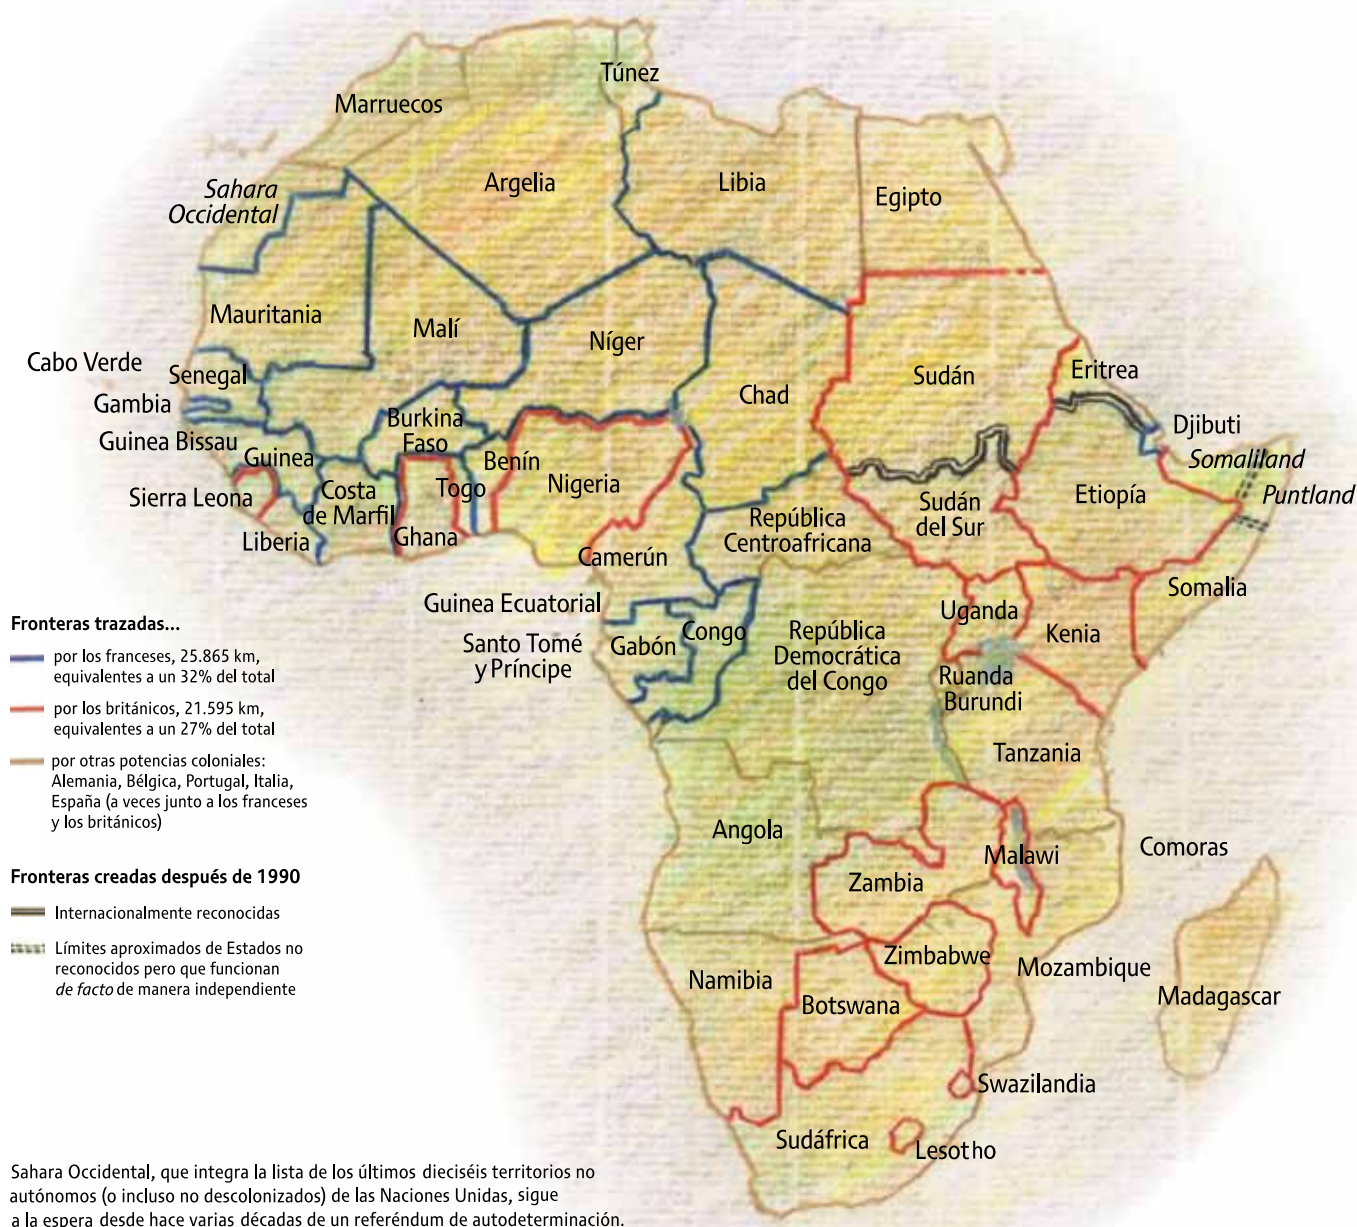 Túnez
Marruecos
Argelia
Libia
Egipto
Sahara
Occidental
Mauritania
Malí
Níger
Chad
Sudán
Eritrea
Cabo Verde
Senegal
Gambia
Guinea Bissau
Guinea
Burkina
Faso
Benín
Nigeria
Djibuti
Somaliland
Puntland
Etiopía
Sierra Leona
Costa
de Marfil
Togo
Ghana
Liberia
Camerún
República
Centroafricana
Sudán
del Sur
Somalia
Guinea Ecuatorial
Santo Tomé
y Príncipe
Gabón
Congo
República
Democrática
del Congo
Uganda
Kenia
Ruanda
Burundi
Tanzania
Angola
Zambia
Malawi
Comoras
Zimbabwe
Mozambique
Namibia
Botswana
Madagascar
Swazilandia
Sudáfrica
Lesotho
Fronteras trazadas...
por los franceses, 25.865 km,
equivalentes a un 32% del total
por los británicos, 21.595 km,
equivalentes a un 27% del total
por otras potencias coloniales:
Alemania, Bélgica, Portugal, Italia,
España (a veces junto a los franceses
y los británicos)
Fronteras creadas después de 1990
Internacionalmente reconocidas
Límites aproximados de Estados no
reconocidos pero que funcionan
de facto de manera independiente
Sahara Occidental, que integra la lista de los últimos dieciséis territorios no
autónomos (o incluso no descolonizados) de las Naciones Unidas, sigue
a la espera desde hace varias décadas de un referéndum de autodeterminación.